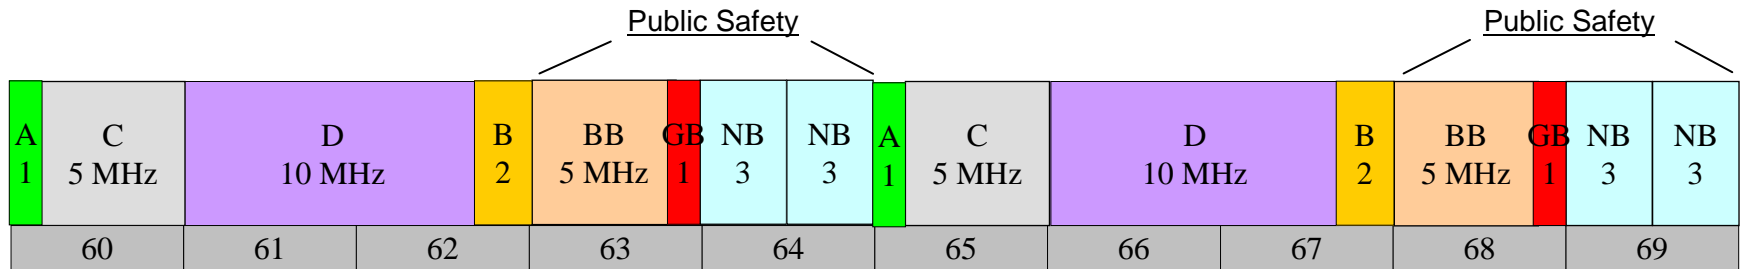 Public Safety Public Safety
A C D B BB GB NB NB A C D B BB GB NB NB
1 5 MHz 10 MHz 2 5 MHz 1 3 3 1 5 MHz 10 MHz 2 5 MHz 1 3 3
60 61 62 63 64 65 66 67 68 69